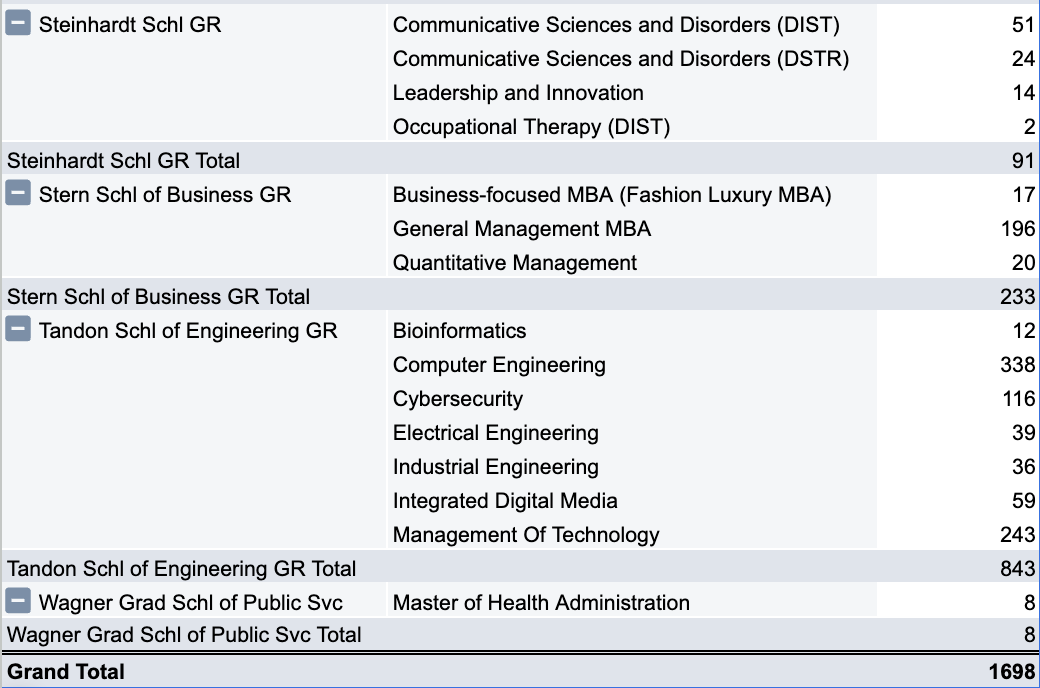 Steinhardt Schl GR Communicative Sciences and Disorders (DIST) 51
Communicative Sciences and Disorders (DSTR) 24
Leadership and Innovation 14
Occupational Therapy (DIST) 2
Steinhardt Schl GR Total 91
Stern Schl of Business GR Business-focused MBA (Fashion Luxury MBA) 17
General Management MBA 196
Quantitative Management 20
Stern Schl of Business GR Total 233
Tandon Schl of Engineering GR Bioinformatics 12
Computer Engineering 338
Cybersecurity 116
Electrical Engineering 39
Industrial Engineering 36
Integrated Digital Media 59
Management Of Technology 243
Tandon Schl of Engineering GR Total 843
Wagner Grad Schl of Public Svc Master of Health Administration 8
Wagner Grad Schl of Public Svc Total 8
Grand Total 1698